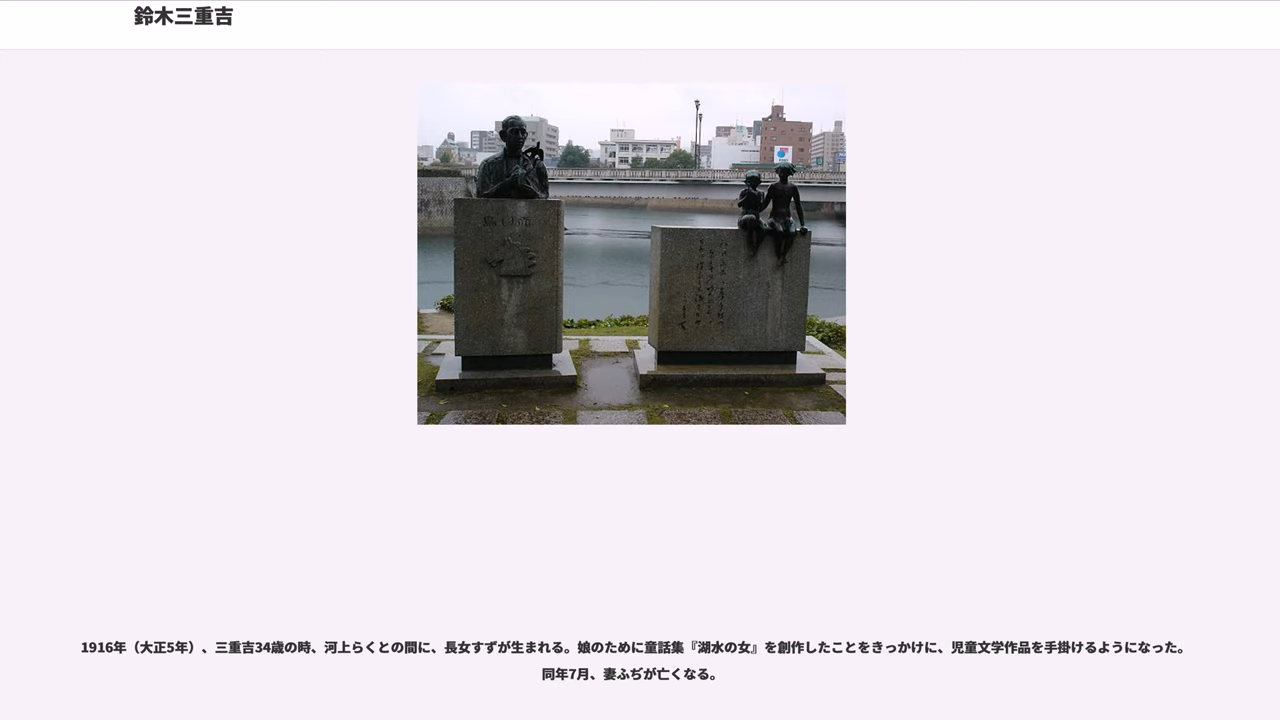 鈴木三重吉
1916年（大正5年）、三重吉34歳の時、河上らくとの間に、長女すずが生まれる。娘のために童話集『湖水の女』を創作したことをきっかけに、児童文学作品を手掛けるようになった。
同年7月、妻ふぢが亡くなる。